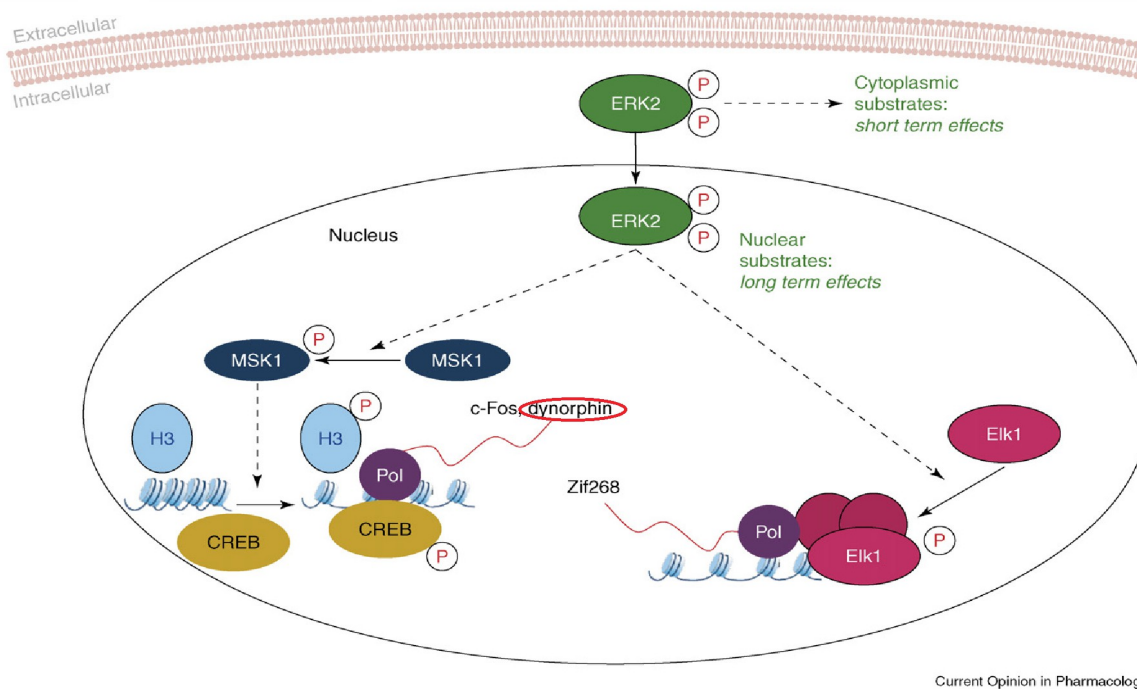 Extracellular
Intracellular
ERK2
P
P
Cytoplasmic
substrates:
short term effects
ERK2
P
P
Nucleus
Nuclear
substrates:
long term effects
MSK1
P
MSK1
c-Fos, dynorphin
H3
H3
P
Pol
CREB
CREB
P
Elk1
Zif268
Pol
Elk1
P
Current Opinion in Pharmacolog